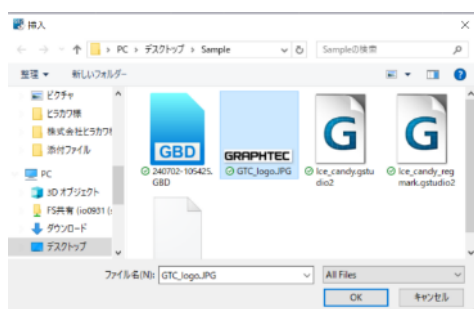 挿入
PC › デスクトップ › Sample
Sampleの検索
整理
新しいフォルダー
ピクチャ
ヒラカワ様
株式会社ヒラカワ
添付ファイル
PC
3D オブジェクト
FS共有 (io0931 (
ダウンロード
デスクトップ
GBD
GRAPHTEC
G
G
240702-105425.
GBD
GTC_logo.JPG
Ice_candy.gstu
dio2
Ice_candy_reg
mark.gstudio2
ファイル名(N):
GTC_logo.JPG
All Files
OK
キャンセル